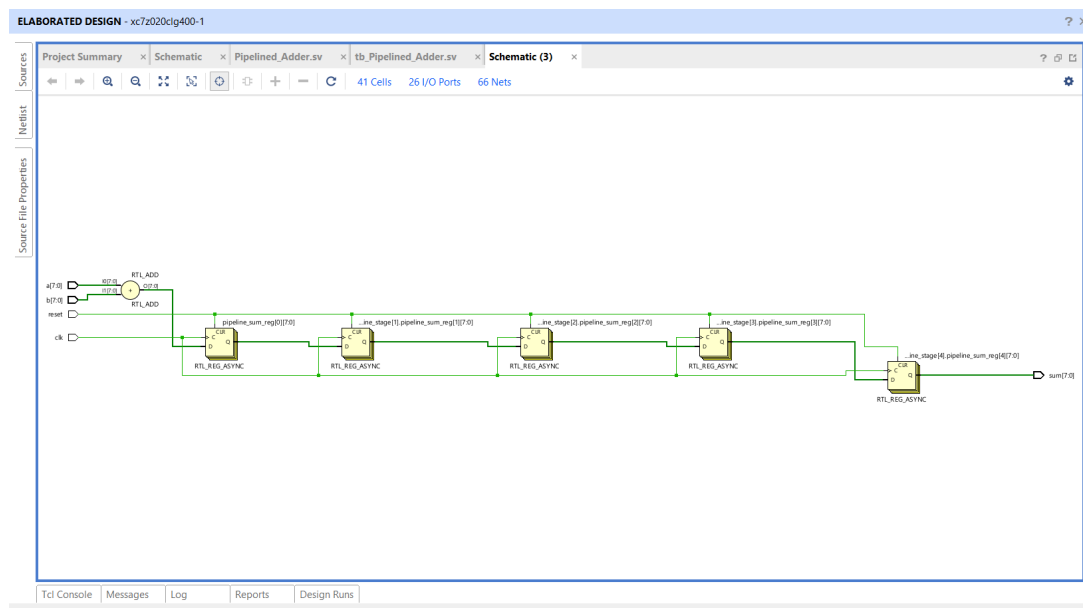 ELABORATED DESIGN - xc7z020clg400-1
?
Sources
Netlist
Source File Properties
Project Summary × Schematic × Pipelined_Adder.sv × tb_Pipelined_Adder.sv × Schematic (3) ×
?
41 Cells 26 I/O Ports 66 Nets
RTL_ADD
a[7:0] I0[7:0] O[7:0]
b[7:0] I1[7:0] +
RTL_ADD
reset
clk
pipeline_sum_reg[0][7:0]
CLR
C
Q
D
RTL_REG_ASYNC
...ine_stage[1].pipeline_sum_reg[1][7:0]
CLR
C
Q
D
RTL_REG_ASYNC
...ine_stage[2].pipeline_sum_reg[2][7:0]
CLR
C
Q
D
RTL_REG_ASYNC
...ine_stage[3].pipeline_sum_reg[3][7:0]
CLR
C
Q
D
RTL_REG_ASYNC
...ine_stage[4].pipeline_sum_reg[4][7:0]
CLR
C
Q
D
RTL_REG_ASYNC
sum[7:0]
Tcl Console Messages Log Reports Design Runs